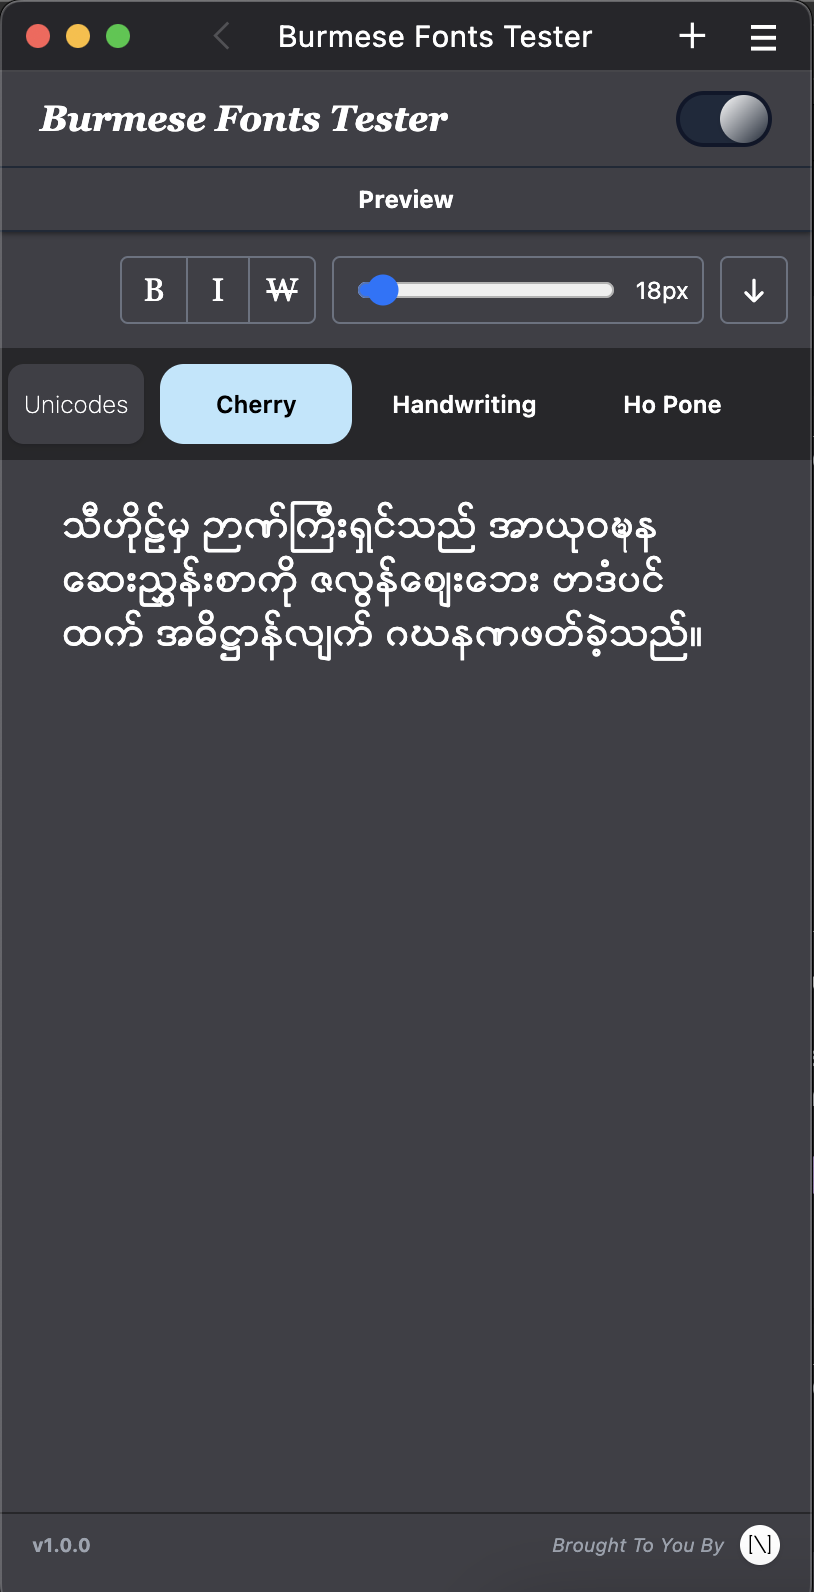 Burmese Fonts Tester
Burmese Fonts Tester
Preview
B I W 18px
Unicodes Cherry Handwriting Ho Pone
သီဟိုဠ်မှ ဉာဏ်ကြီးရှင်သည် အာယုဝဍ္ဎန
ဆေးညွှန်းစာကို ဇလွန်ဈေးဘေး ဗာဒံပင်
ထက် အဓိဋ္ဌာန်လျက် ဂဃနဏဖတ်ခဲ့သည်။
v1.0.0 Brought To You By [\]